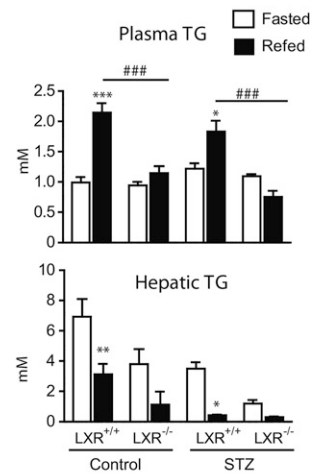 Fasted
Refed
Plasma TG
###
###
***
*
2.5
2.0
1.5
1.0
0.5
0
mM
Hepatic TG
10
8
6
4
2
0
mM
**
*
LXR+/+ LXR-/- LXR+/+ LXR-/-
Control STZ